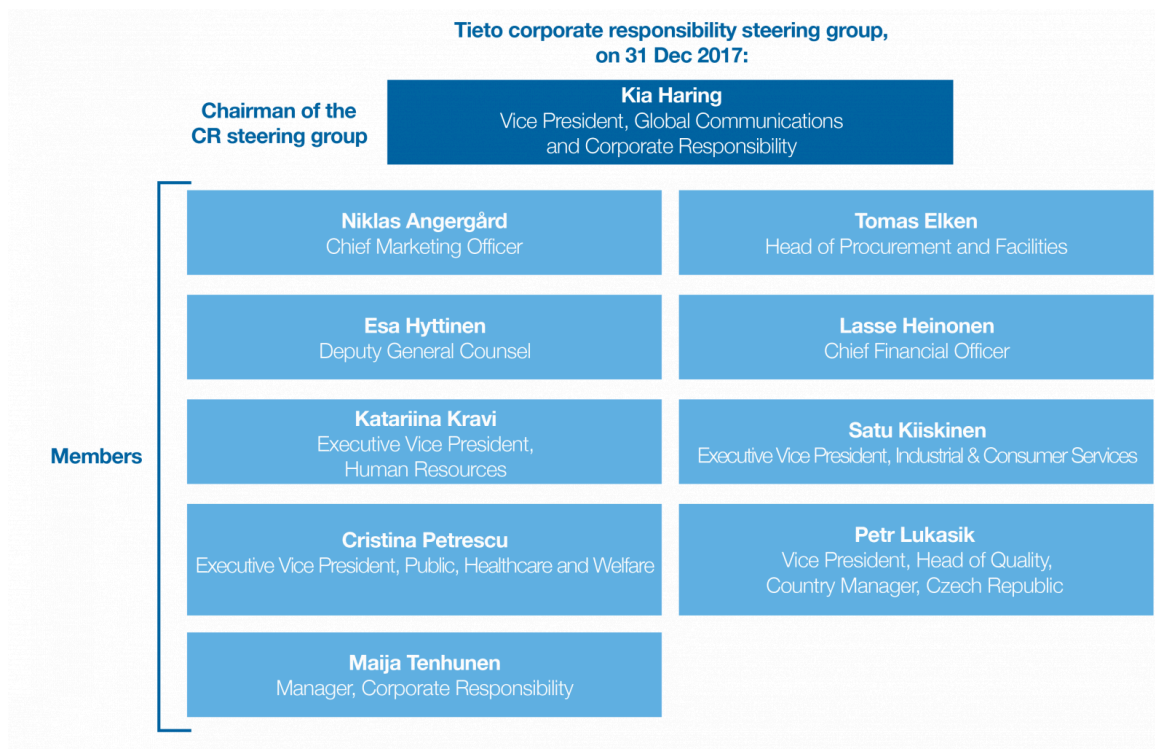 Tieto corporate responsibility steering group,
on 31 Dec 2017:
Chairman of the
CR steering group
Kia Haring
Vice President, Global Communications
and Corporate Responsibility
Members
Niklas Angergård
Chief Marketing Officer
Tomas Elken
Head of Procurement and Facilities
Esa Hyttinen
Deputy General Counsel
Lasse Heinonen
Chief Financial Officer
Katariina Kravi
Executive Vice President,
Human Resources
Satu Kiiskinen
Executive Vice President, Industrial & Consumer Services
Cristina Petrescu
Executive Vice President, Public, Healthcare and Welfare
Petr Lukasik
Vice President, Head of Quality,
Country Manager, Czech Republic
Maija Tenhunen
Manager, Corporate Responsibility